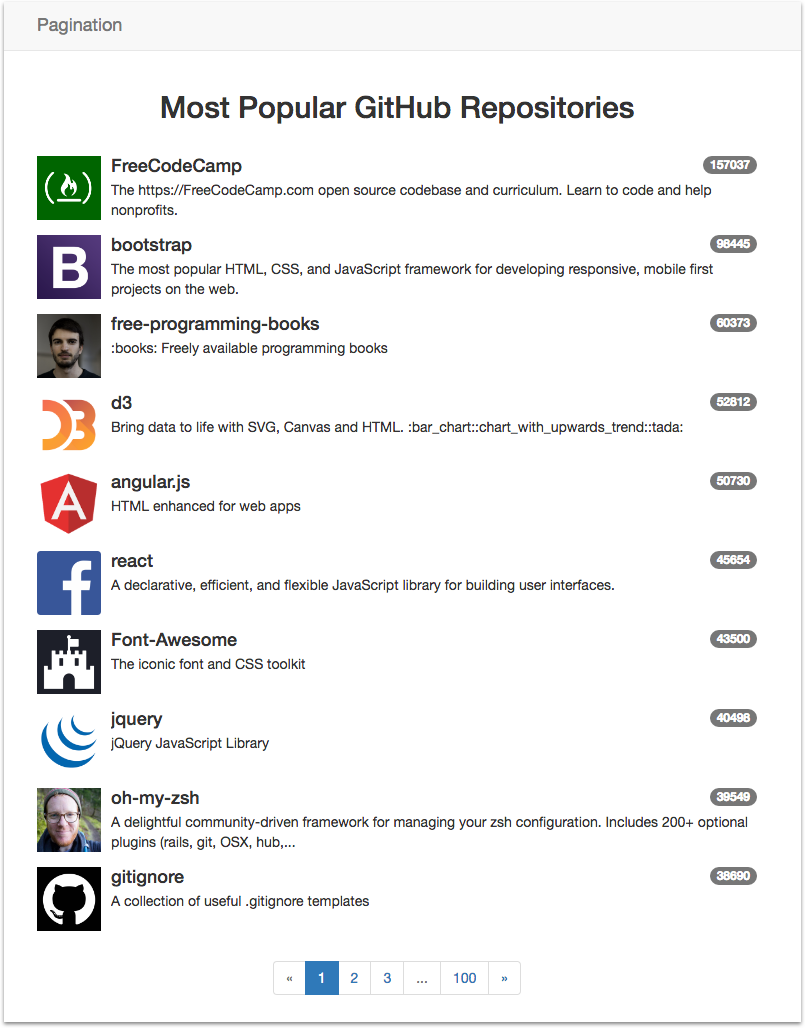 Pagination
Most Popular GitHub Repositories
FreeCodeCamp 157037
The https://FreeCodeCamp.com open source codebase and curriculum. Learn to code and help
nonprofits.
B
bootstrap 98445
The most popular HTML, CSS, and JavaScript framework for developing responsive, mobile first
projects on the web.
free-programming-books 60373
:books: Freely available programming books
D3
d3 52812
Bring data to life with SVG, Canvas and HTML. :bar_chart::chart_with_upwards_trend::tada:
A
angular.js 50730
HTML enhanced for web apps
f
react 45654
A declarative, efficient, and flexible JavaScript library for building user interfaces.
Font-Awesome 43500
The iconic font and CSS toolkit
jquery 40498
jQuery JavaScript Library
oh-my-zsh 39549
A delightful community-driven framework for managing your zsh configuration. Includes 200+ optional
plugins (rails, git, OSX, hub,...
gitignore 38690
A collection of useful .gitignore templates
« 1 2 3 ... 100 »